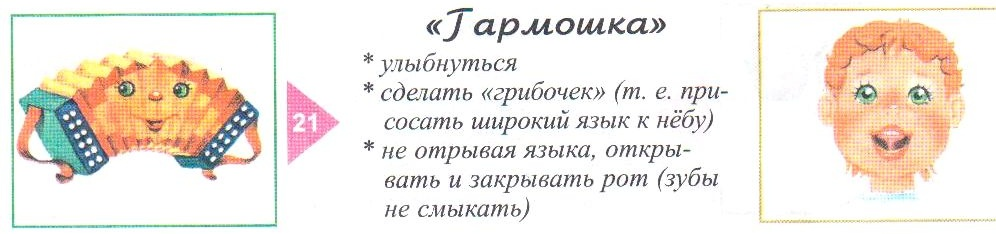 «Гармошка»
* улыбнуться
* сделать «грибочек» (т. е. при-
сосать широкий язык к нёбу)
21
* не отрывая языка, откры-
вать и закрывать рот (зубы
не смыкать)